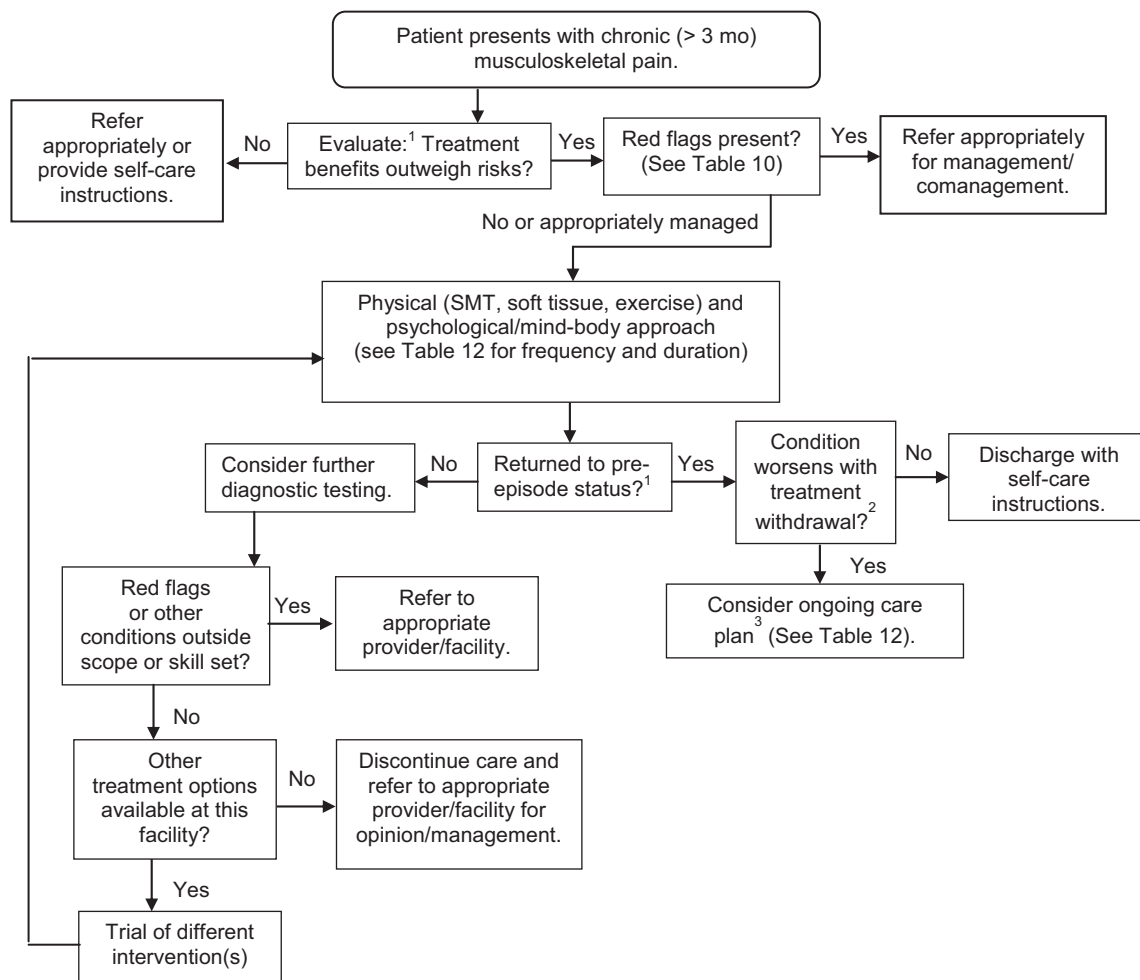 Patient presents with chronic (> 3 mo)
musculoskeletal pain.
Refer
appropriately or
provide self-care
instructions.
No
Evaluate:1 Treatment
benefits outweigh risks?
Yes
Red flags present?
(See Table 10)
Yes
Refer appropriately
for management/
comanagement.
No or appropriately managed
Physical (SMT, soft tissue, exercise) and
psychological/mind-body approach
(see Table 12 for frequency and duration)
Consider further
diagnostic testing.
No
Returned to pre-
episode status?1
Yes
Condition
worsens with
treatment
withdrawal?2
No
Discharge with
self-care
instructions.
Yes
Consider ongoing care
plan3 (See Table 12).
Red flags
or other
conditions outside
scope or skill set?
Yes
Refer to
appropriate
provider/facility.
No
Other
treatment options
available at this
facility?
No
Discontinue care and
refer to appropriate
provider/facility for
opinion/management.
Yes
Trial of different
intervention(s)